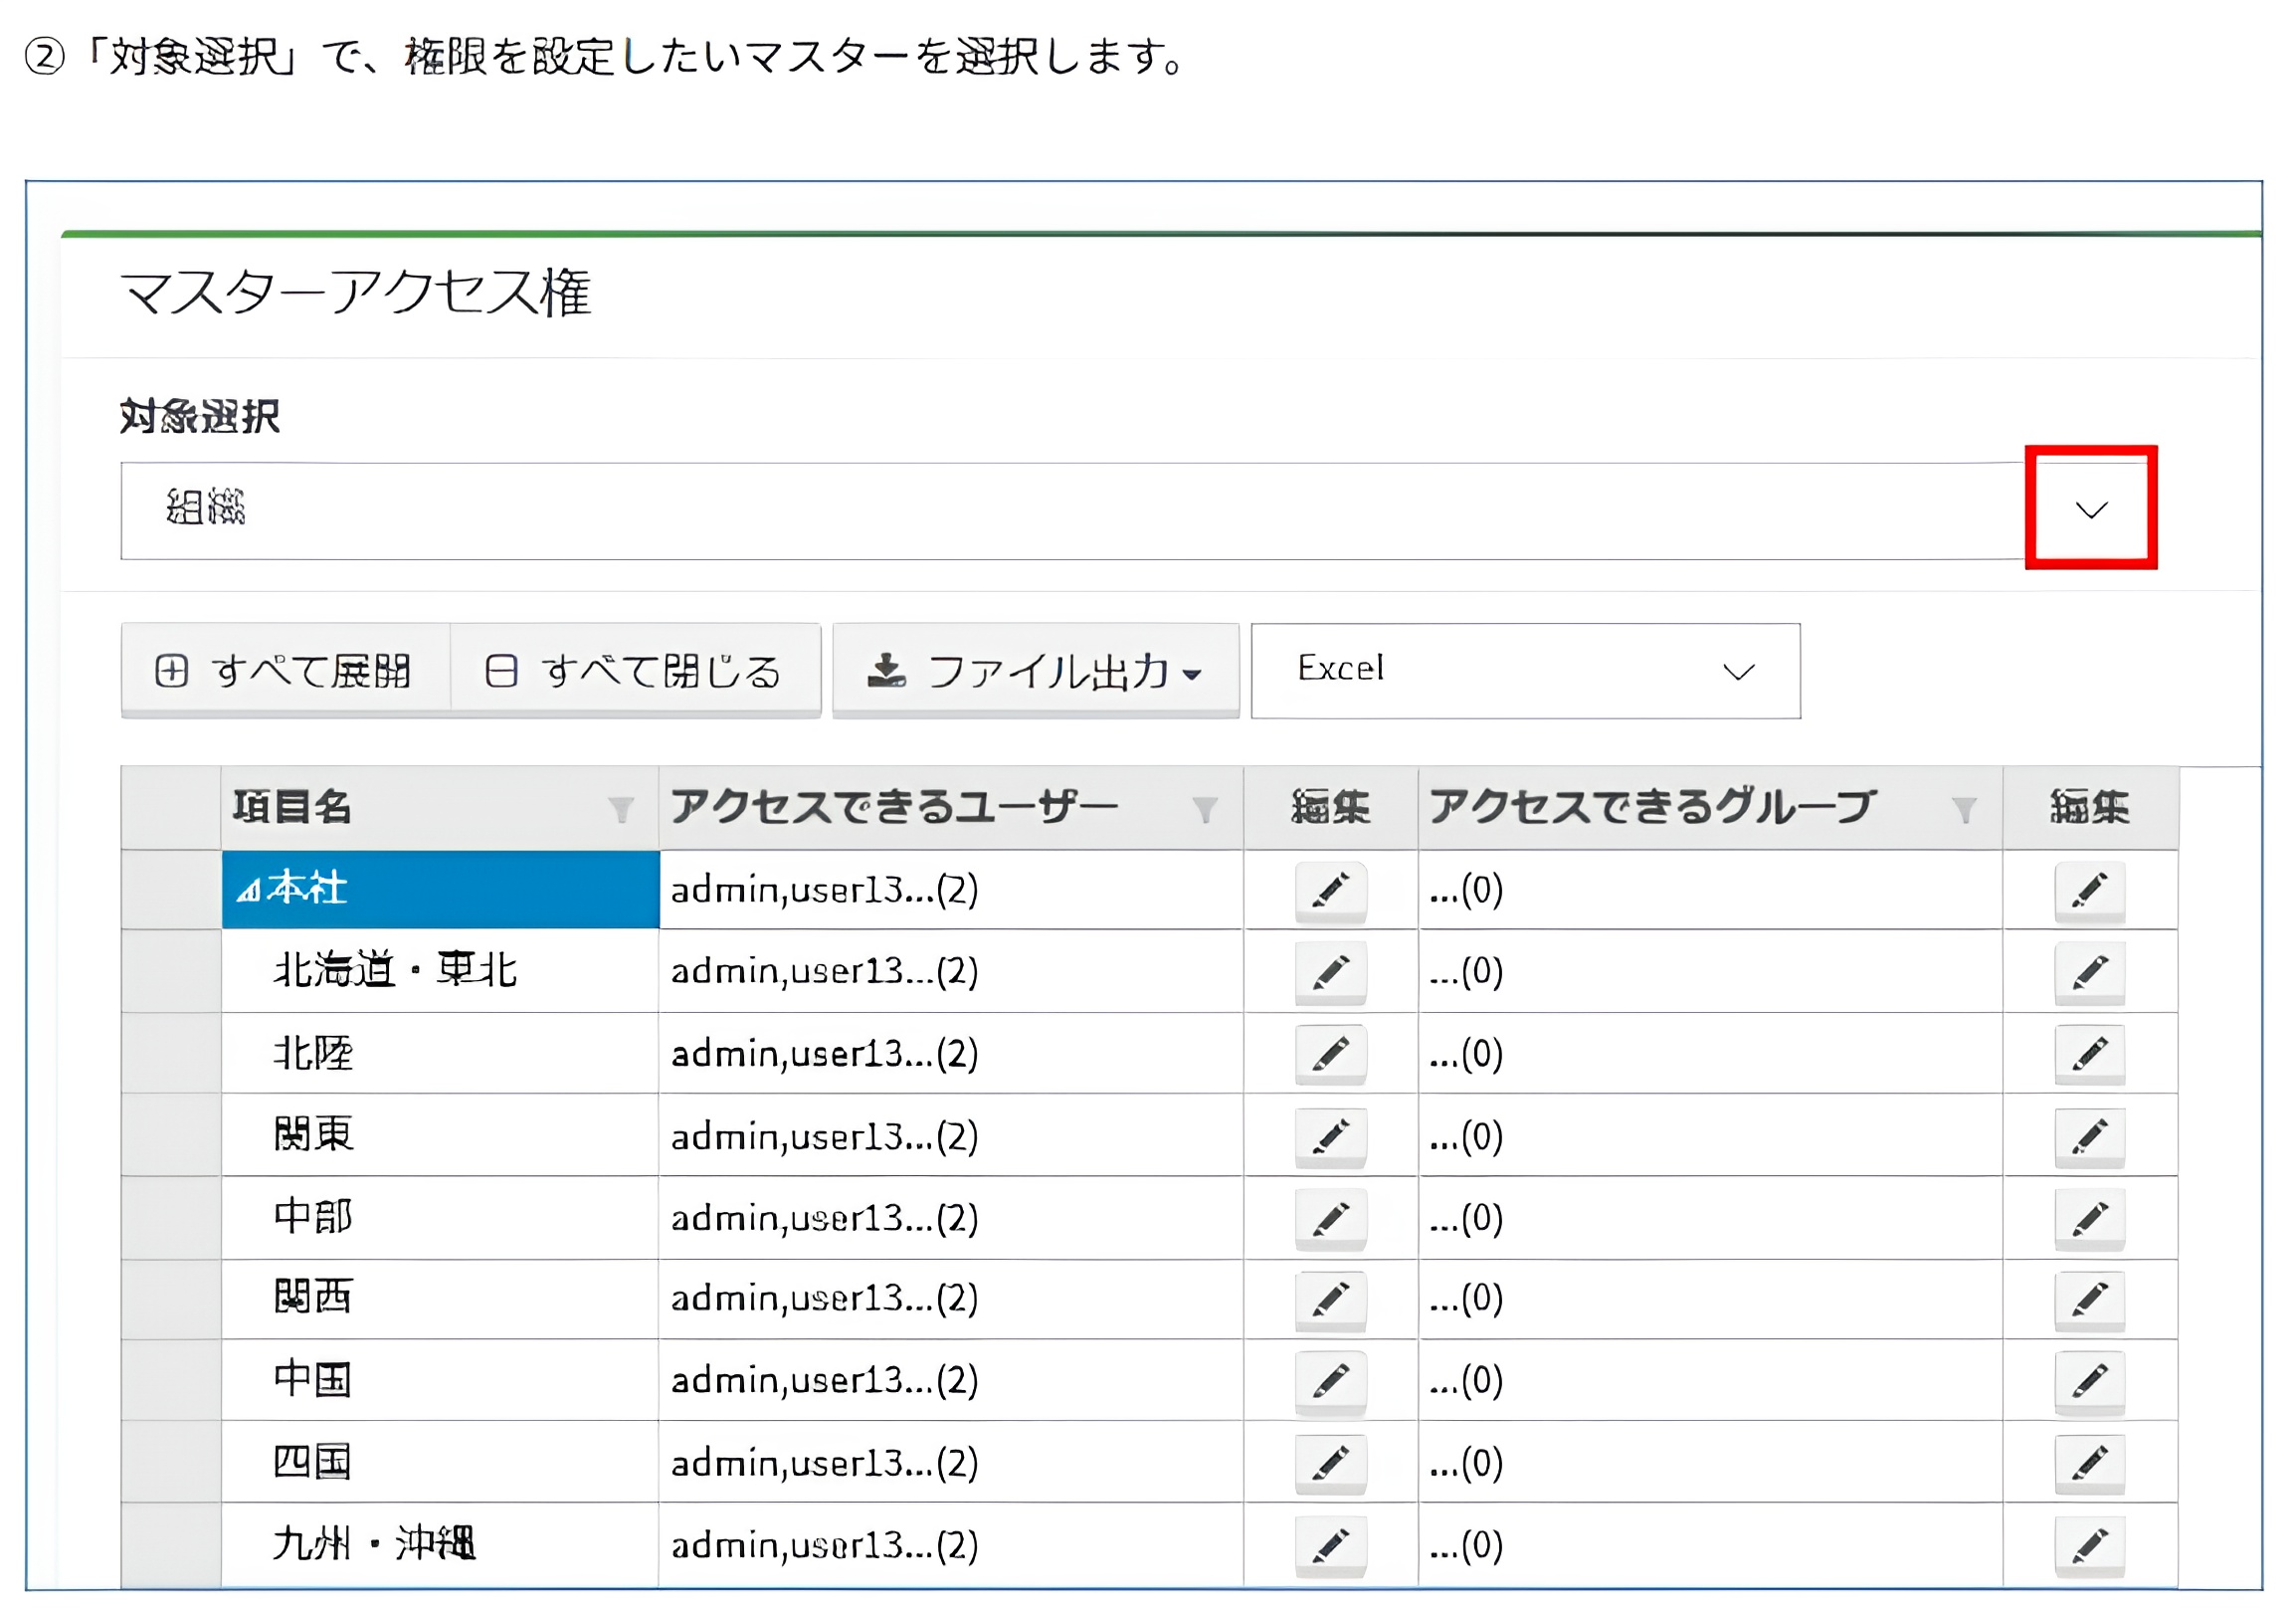 ②「対象選択」で、権限を設定したいマスターを選択します。
マスターアクセス権
対象選択
組織
すべて展開 すべて閉じる ファイル出力 Excel
項目名 アクセスできるユーザー 編集 アクセスできるグループ 編集
本社 admin,user13...(2) ...(0)
北海道・東北 admin,user13...(2) ...(0)
北陸 admin,user13...(2) ...(0)
関東 admin,user13...(2) ...(0)
中部 admin,user13...(2) ...(0)
関西 admin,user13...(2) ...(0)
中国 admin,user13...(2) ...(0)
四国 admin,user13...(2) ...(0)
九州・沖縄 admin,user13...(2) ...(0)